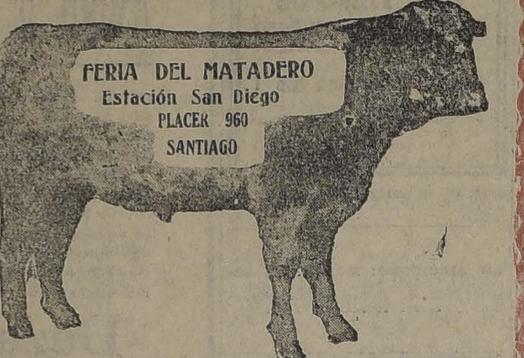 FERIA DEL MATADERO
Estación San Diego
PLACER 960
SANTIAGO